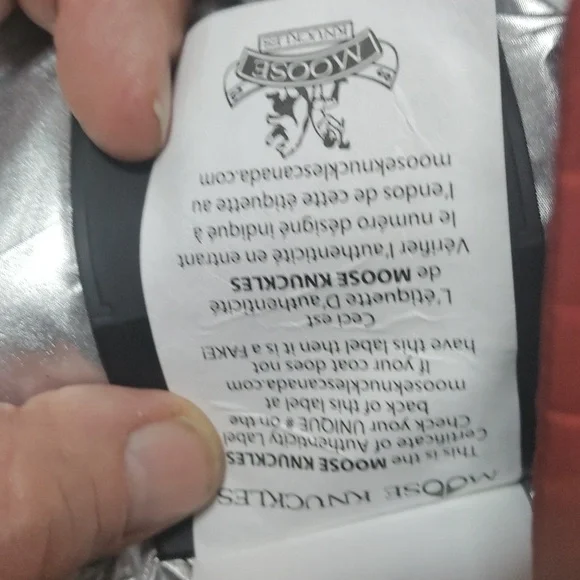 MOOSE KNUCKLES
This is the MOOSE KNUCKLES
Certificate of Authenticity Label
Check your UNIQUE # on the
back of this label at
mooseknucklescanada.com
If your coat does not
have this label then it is a FAKE!
Ceci est
L'étiquette D'authenticité
de MOOSE KNUCKLES
Vérifier l'authenticité en entrant
le numéro désigné indiqué à
l'endos de cette étiquette au
mooseknucklescanada.com
MOOSE
KNUCKLES